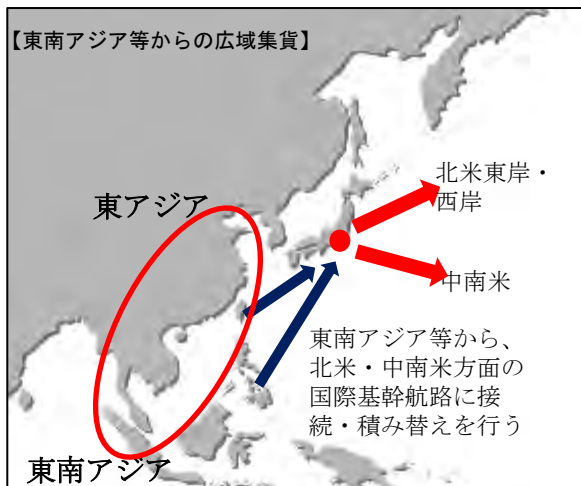 【東南アジア等からの広域集貨】
北米東岸・
西岸
東アジア
中南米
東南アジア等から、
北米・中南米方面の
国際基幹航路に接
続・積み替えを行う
東南アジア